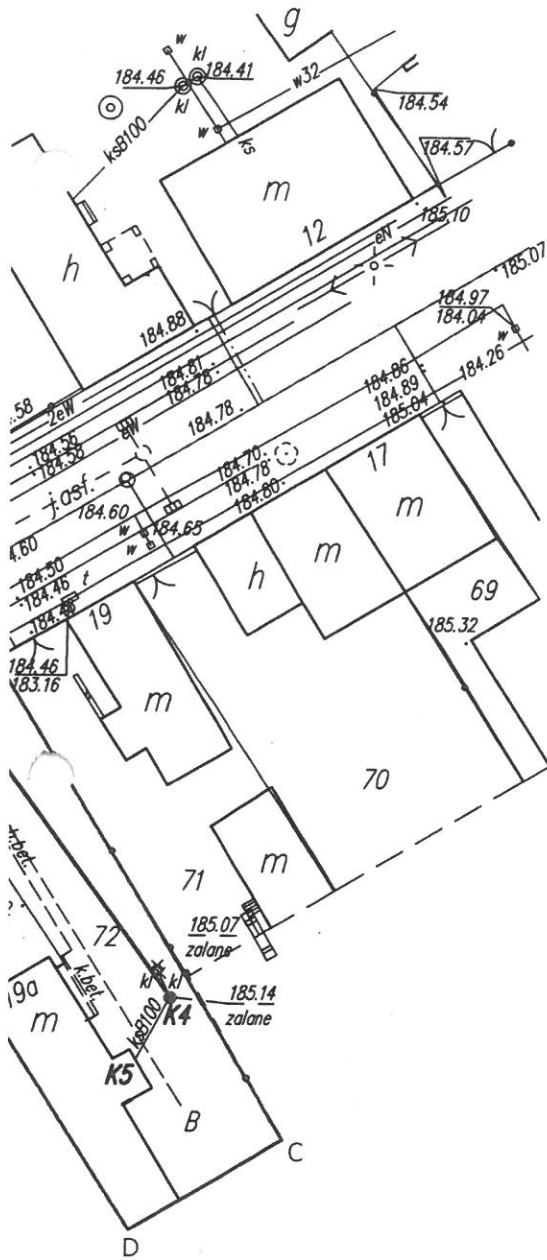 g
w
kl
184.46
184.41
kl
w32
184.54
ksB100
w
ks
184.57
m
12
185.10
eN
h
185.07
184.88
184.97
184.04
w
184.81
184.78
184.86
184.89
184.26
185.04
2eW
184.56
184.58
eW
184.78
j.asf.
184.70
184.78
184.80
17
m
184.60
184.65
w
w
m
h
69
184.50
184.46
t
19
185.32
184.46
183.16
m
70
m
71
k.bet.
72
185.07
zalane
kl
kl
k.bet.
19a
m
K4
185.14
zalane
ksB100
K5
B
C
D